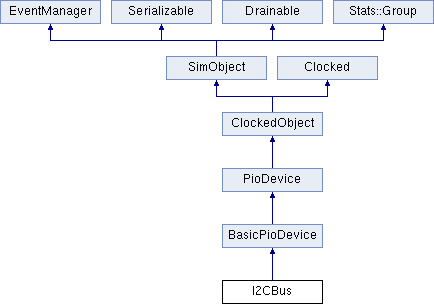 EventManager Serializable Drainable Stats::Group
SimObject Clocked
ClockedObject
PioDevice
BasicPioDevice
I2CBus